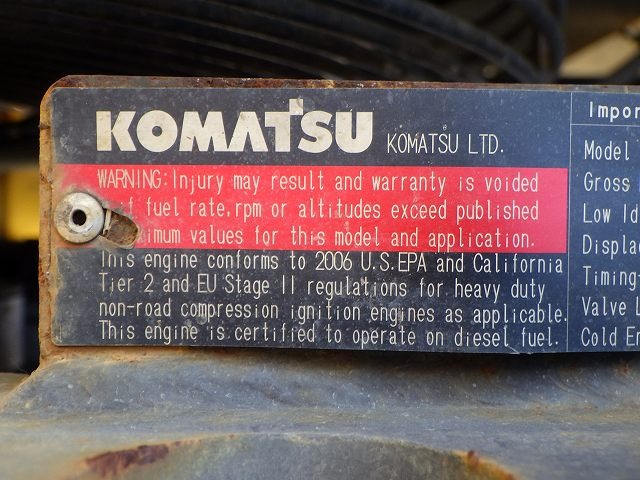 KOMATSU KOMATSU LTD.
WARNING: Injury may result and warranty is voided
if fuel rate,rpm or altitudes exceed published
ximum values for this model and application.
This engine conforms to 2006 U.S.EPA and California
Tier 2 and EU Stage II regulations for heavy duty
non-road compression ignition engines as applicable.
This engine is certified to operate on diesel fuel.
Impor
Model
Gross
Low Id
Displac
Timing-
Valve L
Cold En